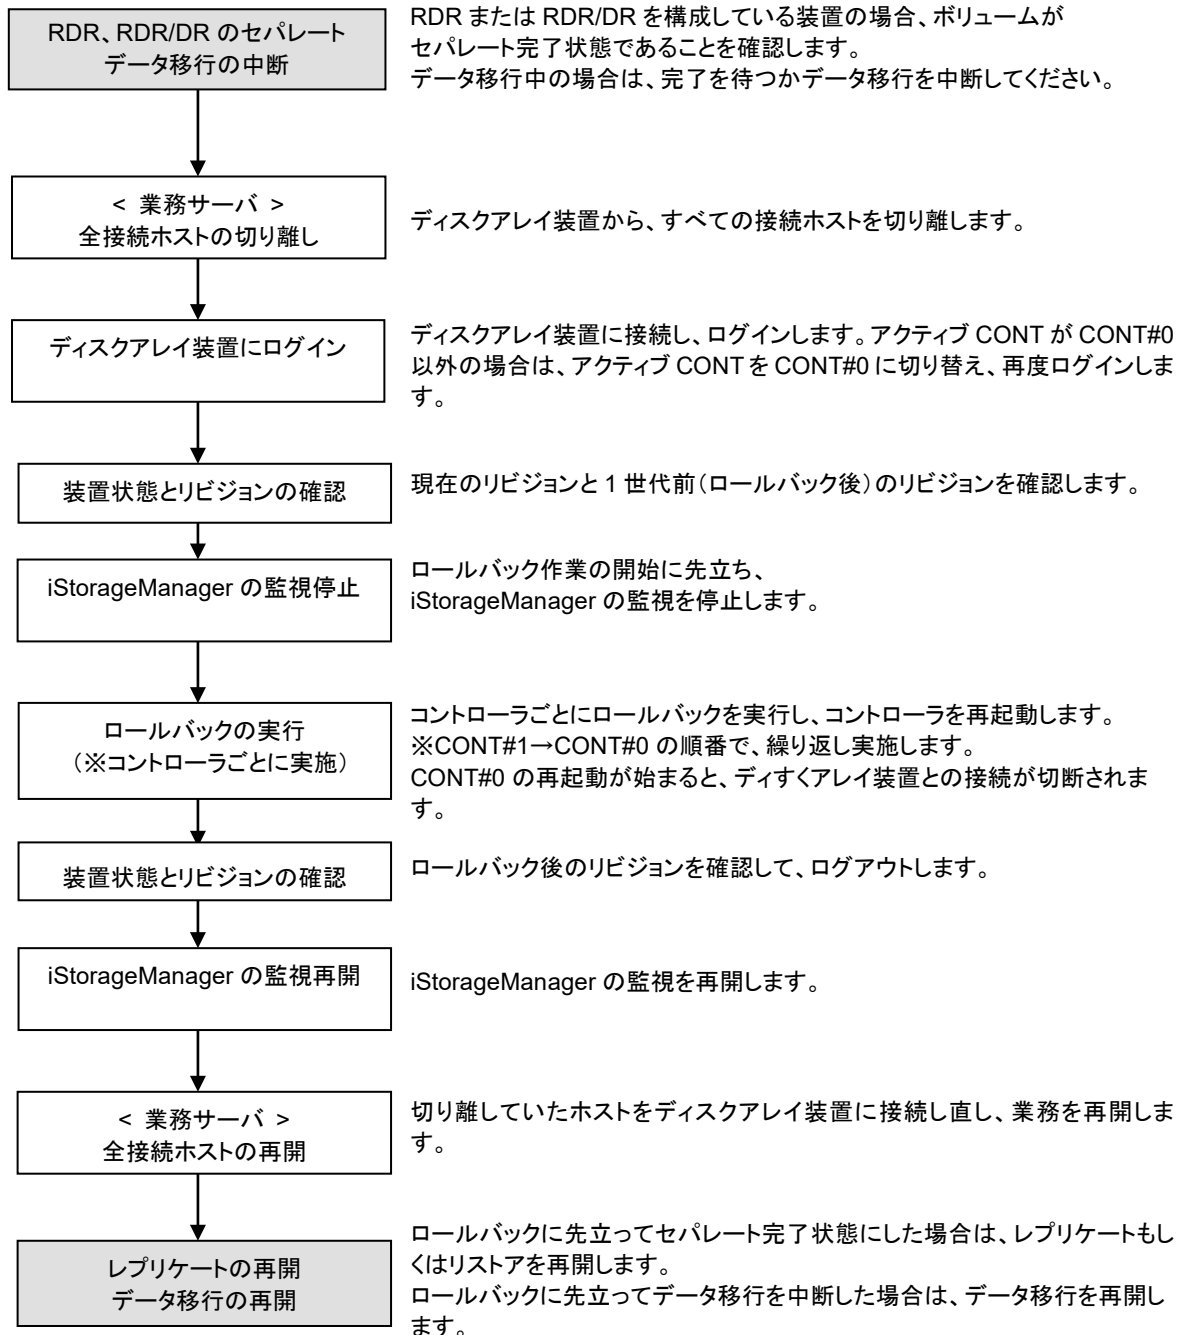 RDR、RDR/DR のセパレート
データ移行の中断
RDR または RDR/DR を構成している装置の場合、ボリュームが
セパレート完了状態であることを確認します。
データ移行中の場合は、完了を待つかデータ移行を中断してください。
< 業務サーバ >
全接続ホストの切り離し
ディスクアレイ装置から、すべての接続ホストを切り離します。
ディスクアレイ装置にログイン
ディスクアレイ装置に接続し、ログインします。アクティブ CONT が CONT#0
以外の場合は、アクティブ CONT を CONT#0 に切り替え、再度ログインしま
す。
装置状態とリビジョンの確認
現在のリビジョンと 1 世代前（ロールバック後）のリビジョンを確認します。
iStorageManager の監視停止
ロールバック作業の開始に先立ち、
iStorageManager の監視を停止します。
ロールバックの実行
（※コントローラごとに実施）
コントローラごとにロールバックを実行し、コントローラを再起動します。
※CONT#1→CONT#0 の順番で、繰り返し実施します。
CONT#0 の再起動が始まると、ディすくアレイ装置との接続が切断されま
す。
装置状態とリビジョンの確認
ロールバック後のリビジョンを確認して、ログアウトします。
iStorageManager の監視再開
iStorageManager の監視を再開します。
< 業務サーバ >
全接続ホストの再開
切り離していたホストをディスクアレイ装置に接続し直し、業務を再開しま
す。
レプリケートの再開
データ移行の再開
ロールバックに先立ってセパレート完了状態にした場合は、レプリケートもし
くはリストアを再開します。
ロールバックに先立ってデータ移行を中断した場合は、データ移行を再開し
ます。